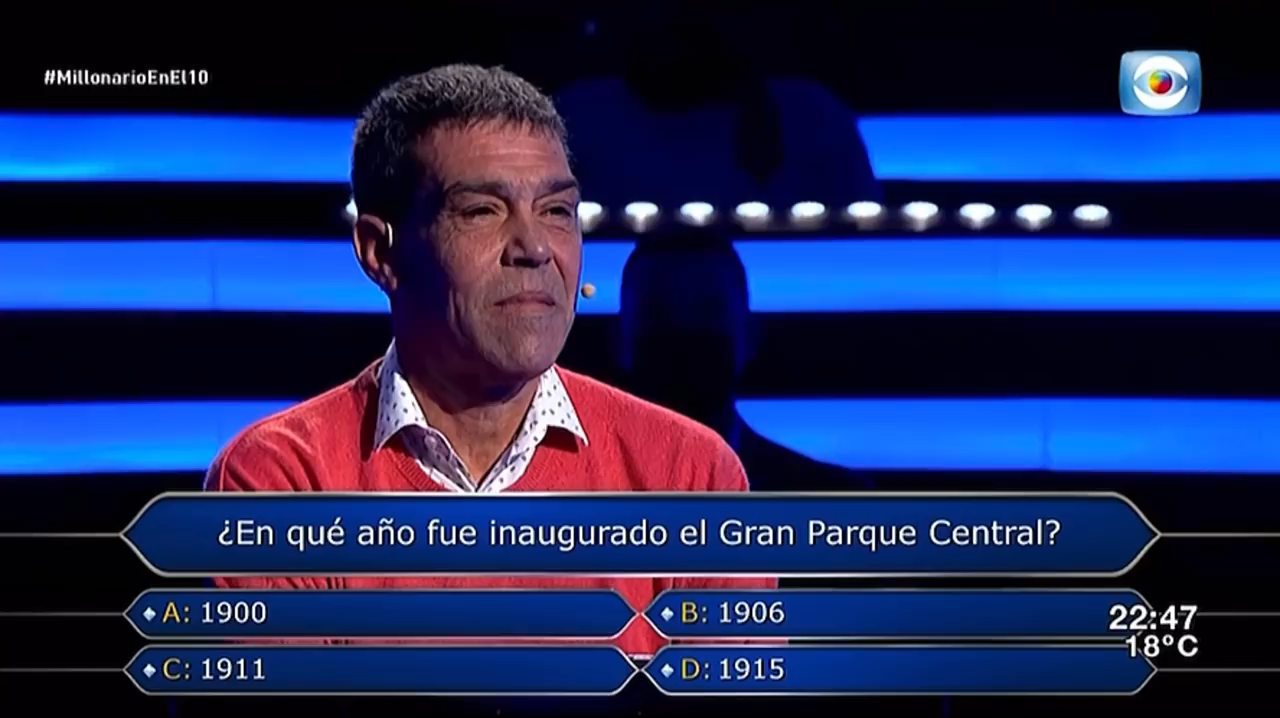 #MillonarioEnEl10
¿En qué año fue inaugurado el Gran Parque Central?
A: 1900
B: 1906
C: 1911
D: 1915
22:47
18°C